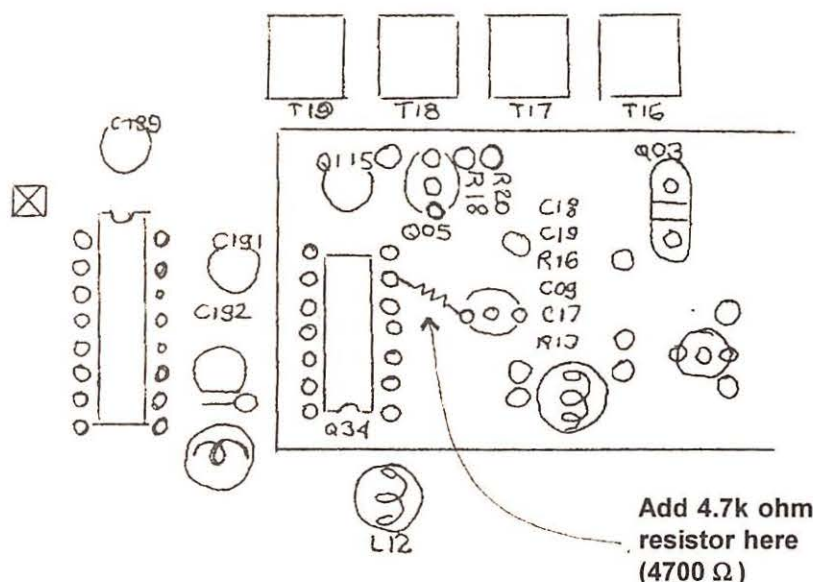 T19 T18 T17 T16
C189
Q115
R18
R20
Q03
Q05
C191
C192
C18
C19
R16
C09
C17
Q34
L12
Add 4.7k ohm
resistor here
(4700 Ω)